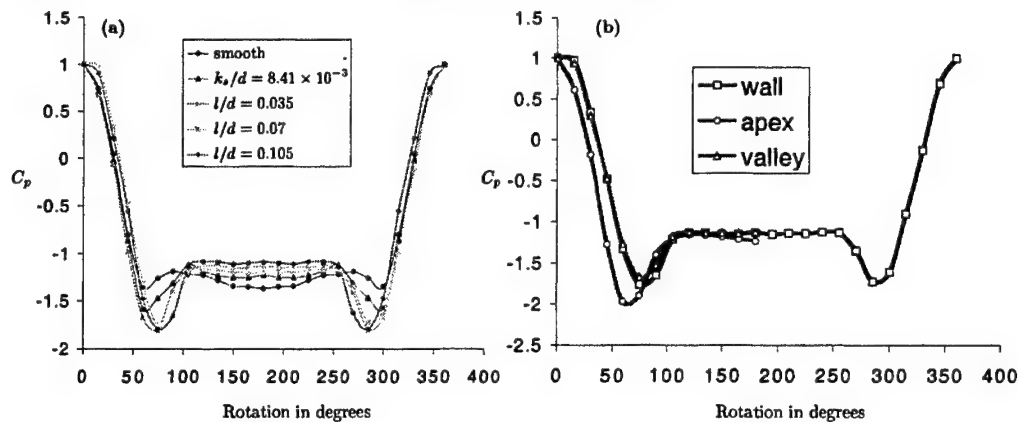 (a)
1.5
1
0.5
0
-0.5
-1
-1.5
-2
C_p
smooth
k_s/d = 8.41 × 10^{-3}
l/d = 0.035
l/d = 0.07
l/d = 0.105
0 50 100 150 200 250 300 350 400
Rotation in degrees
(b)
1.5
1
0.5
0
C_p -0.5
-1
-1.5
-2
-2.5
wall
apex
valley
0 50 100 150 200 250 300 350 400
Rotation in degrees